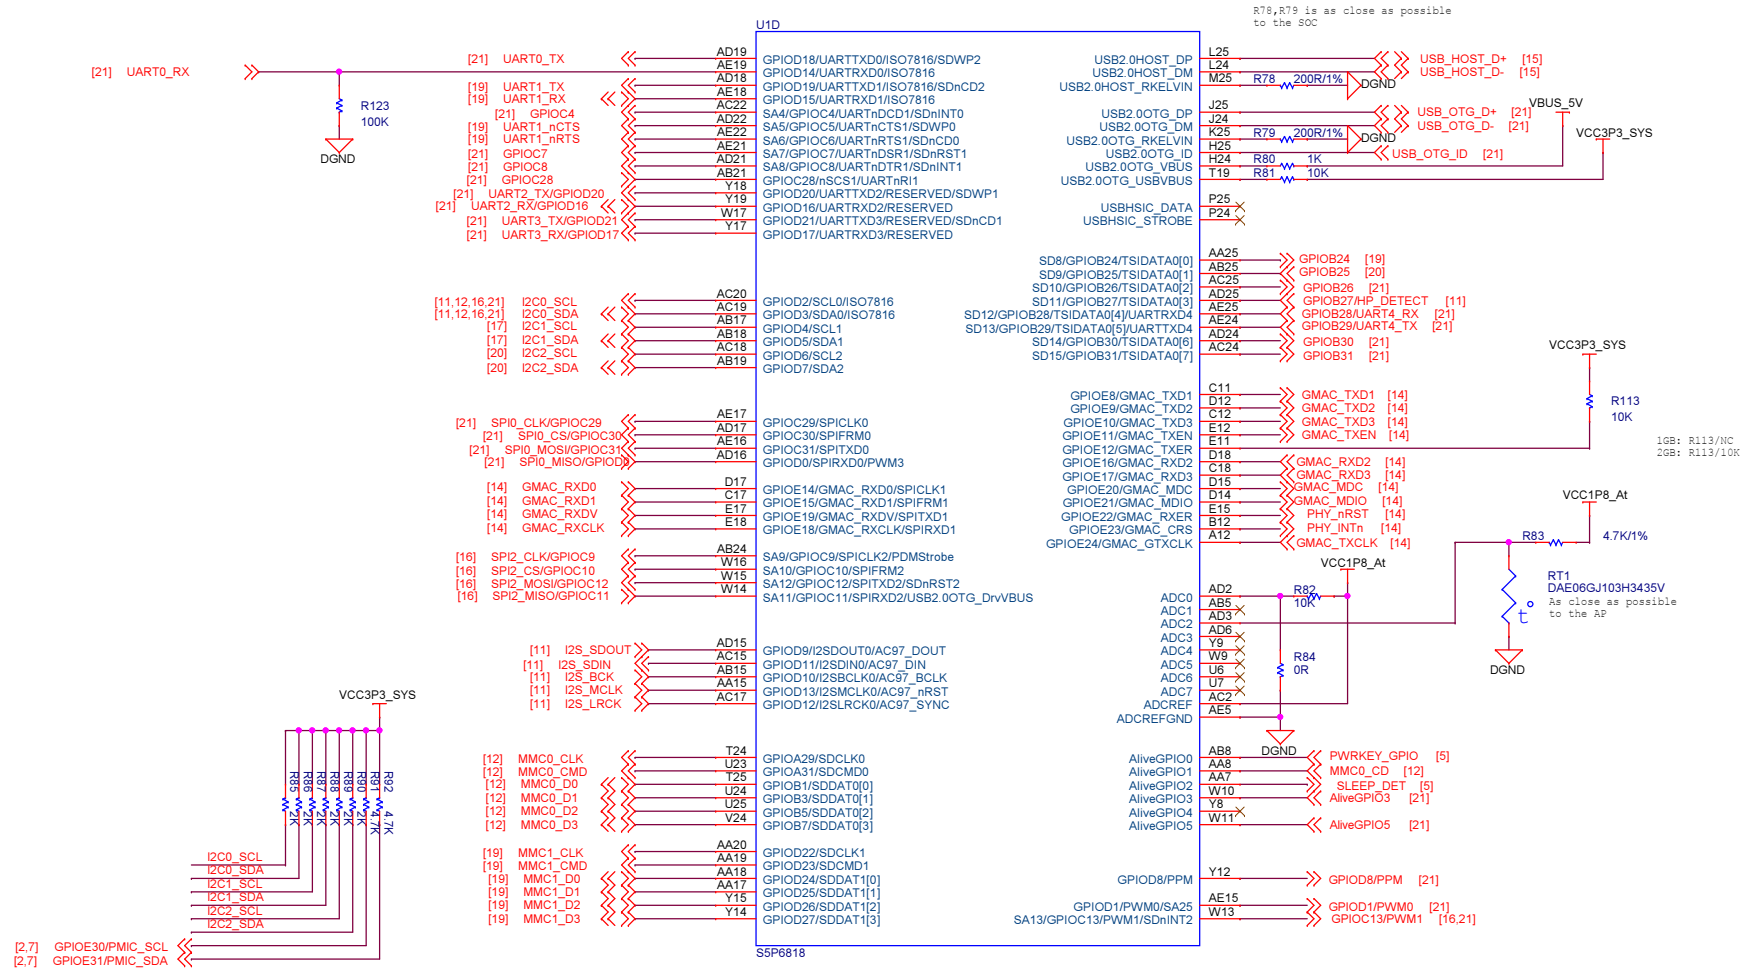 R78,R79 is as close as possible
to the SOC
U1D
[21] UART0_RX
R123
100K
DGND
[21] UART0_TX AD19 GPIOD18/UARTTXD0/ISO7816/SDWP2
AE19 GPIOD14/UARTRXD0/ISO7816
[19] UART1_TX AD18 GPIOD19/UARTTXD1/ISO7816/SDnCD2
[19] UART1_RX AE18 GPIOD15/UARTRXD1/ISO7816
[21] GPIOC4 AC22 SA4/GPIOC4/UARTnDCD1/SDnINT0
[19] UART1_nCTS AD22 SA5/GPIOC5/UARTnCTS1/SDWP0
[19] UART1_nRTS AE22 SA6/GPIOC6/UARTnRTS1/SDnCD0
[21] GPIOC7 AE21 SA7/GPIOC7/UARTnDSR1/SDnRST1
[21] GPIOC8 AD21 SA8/GPIOC8/UARTnDTR1/SDnINT1
[21] GPIOC28 AB21 GPIOC28/nSCS1/UARTnRI1
[21] UART2_TX/GPIOD20 Y18 GPIOD20/UARTTXD2/RESERVED/SDWP1
[21] UART2_RX/GPIOD16 Y19 GPIOD16/UARTRXD2/RESERVED
[21] UART3_TX/GPIOD21 W17 GPIOD21/UARTTXD3/RESERVED/SDnCD1
[21] UART3_RX/GPIOD17 Y17 GPIOD17/UARTRXD3/RESERVED
[11,12,16,21] I2C0_SCL AC20 GPIOD2/SCL0/ISO7816
[11,12,16,21] I2C0_SDA AC19 GPIOD3/SDA0/ISO7816
[17] I2C1_SCL AB17 GPIOD4/SCL1
[17] I2C1_SDA AB18 GPIOD5/SDA1
[20] I2C2_SCL AC18 GPIOD6/SCL2
[20] I2C2_SDA AB19 GPIOD7/SDA2
[21] SPI0_CLK/GPIOC29 AE17 GPIOC29/SPICLK0
[21] SPI0_CS/GPIOC30 AD17 GPIOC30/SPIFRM0
[21] SPI0_MOSI/GPIOC31 AE16 GPIOC31/SPITXD0
[21] SPI0_MISO/GPIOD0 AD16 GPIOD0/SPIRXD0/PWM3
[14] GMAC_RXD0 D17 GPIOE14/GMAC_RXD0/SPICLK1
[14] GMAC_RXD1 C17 GPIOE15/GMAC_RXD1/SPIFRM1
[14] GMAC_RXDV E17 GPIOE19/GMAC_RXDV/SPITXD1
[14] GMAC_RXCLK E18 GPIOE18/GMAC_RXCLK/SPIRXD1
[16] SPI2_CLK/GPIOC9 AB24 SA9/GPIOC9/SPICLK2/PDMStrobe
[16] SPI2_CS/GPIOC10 W16 SA10/GPIOC10/SPIFRM2
[16] SPI2_MOSI/GPIOC12 W15 SA12/GPIOC12/SPITXD2/SDnRST2
[16] SPI2_MISO/GPIOC11 W14 SA11/GPIOC11/SPIRXD2/USB2.0OTG_DrvVBUS
[11] I2S_SDOUT AD15 GPIOD9/I2SDOUT0/AC97_DOUT
[11] I2S_SDIN AC15 GPIOD11/I2SDIN0/AC97_DIN
[11] I2S_BCK AB15 GPIOD10/I2SBCLK0/AC97_BCLK
[11] I2S_MCLK AA15 GPIOD13/I2SMCLK0/AC97_nRST
[11] I2S_LRCK AC17 GPIOD12/I2SLRCK0/AC97_SYNC
[12] MMC0_CLK T24 GPIOA29/SDCLK0
[12] MMC0_CMD U23 GPIOA31/SDCMD0
[12] MMC0_D0 T25 GPIOB1/SDDAT0[0]
[12] MMC0_D1 U24 GPIOB3/SDDAT0[1]
[12] MMC0_D2 U25 GPIOB5/SDDAT0[2]
[12] MMC0_D3 V24 GPIOB7/SDDAT0[3]
[19] MMC1_CLK AA20 GPIOD22/SDCLK1
[19] MMC1_CMD AA19 GPIOD23/SDCMD1
[19] MMC1_D0 AA18 GPIOD24/SDDAT1[0]
[19] MMC1_D1 AA17 GPIOD25/SDDAT1[1]
[19] MMC1_D2 Y15 GPIOD26/SDDAT1[2]
[19] MMC1_D3 Y14 GPIOD27/SDDAT1[3]
S5P6818
VCC3P3_SYS
R85 2K
R86 2K
R87 2K
R88 2K
R89 2K
R90 2K
R91 4.7K
R92 4.7K
I2C0_SCL
I2C0_SDA
I2C1_SCL
I2C1_SDA
I2C2_SCL
I2C2_SDA
[2,7] GPIOE30/PMIC_SCL
[2,7] GPIOE31/PMIC_SDA
USB2.0HOST_DP L25 USB_HOST_D+ [15]
USB2.0HOST_DM L24 USB_HOST_D- [15]
USB2.0HOST_RKELVIN M25 R78 200R/1% DGND
USB2.0OTG_DP J25 USB_OTG_D+ [21]
USB2.0OTG_DM J24 USB_OTG_D- [21]
USB2.0OTG_RKELVIN K25 R79 200R/1% DGND
USB2.0OTG_ID H25 USB_OTG_ID [21]
USB2.0OTG_VBUS H24 R80 1K
USB2.0OTG_USBVBUS T19 R81 10K
VBUS_5V
VCC3P3_SYS
USBHSIC_DATA P25
USBHSIC_STROBE P24
SD8/GPIOB24/TSIDATA0[0] AA25 GPIOB24 [19]
SD9/GPIOB25/TSIDATA0[1] AB25 GPIOB25 [20]
SD10/GPIOB26/TSIDATA0[2] AC25 GPIOB26 [21]
SD11/GPIOB27/TSIDATA0[3] AD25 GPIOB27/HP_DETECT [11]
SD12/GPIOB28/TSIDATA0[4]/UARTRXD4 AE25 GPIOB28/UART4_RX [21]
SD13/GPIOB29/TSIDATA0[5]/UARTTXD4 AE24 GPIOB29/UART4_TX [21]
SD14/GPIOB30/TSIDATA0[6] AD24 GPIOB30 [21]
SD15/GPIOB31/TSIDATA0[7] AC24 GPIOB31 [21]
GPIOE8/GMAC_TXD1 C11 GMAC_TXD1 [14]
GPIOE9/GMAC_TXD2 D12 GMAC_TXD2 [14]
GPIOE10/GMAC_TXD3 C12 GMAC_TXD3 [14]
GPIOE11/GMAC_TXEN E12 GMAC_TXEN [14]
GPIOE12/GMAC_TXER E11
VCC3P3_SYS
R113
10K
1GB: R113/NC
2GB: R113/10K
GPIOE16/GMAC_RXD2 D18 GMAC_RXD2 [14]
GPIOE17/GMAC_RXD3 C18 GMAC_RXD3 [14]
GPIOE20/GMAC_MDC D15 GMAC_MDC [14]
GPIOE21/GMAC_MDIO D14 GMAC_MDIO [14]
GPIOE22/GMAC_RXER E15 PHY_nRST [14]
GPIOE23/GMAC_CRS B12 PHY_INTn [14]
GPIOE24/GMAC_GTXCLK A12 GMAC_TXCLK [14]
VCC1P8_At
R83 4.7K/1%
RT1
DAE06GJ103H3435V
As close as possible
to the AP
t°
DGND
VCC1P8_At
ADC0 AD2 R82 10K
ADC1 AB5
ADC2 AD3
ADC3 AD6
ADC4 Y9
ADC5 W9
ADC6 U6
ADC7 U7
ADCREF AC2
ADCREFGND AE5
R84
0R
DGND
AliveGPIO0 AB8 PWRKEY_GPIO [5]
AliveGPIO1 AA8 MMC0_CD [12]
AliveGPIO2 AA7 SLEEP_DET [5]
AliveGPIO3 W10 AliveGPIO3 [21]
AliveGPIO4 Y8
AliveGPIO5 W11 AliveGPIO5 [21]
GPIOD8/PPM Y12 GPIOD8/PPM [21]
GPIOD1/PWM0/SA25 AE15 GPIOD1/PWM0 [21]
SA13/GPIOC13/PWM1/SDnINT2 W13 GPIOC13/PWM1 [16,21]